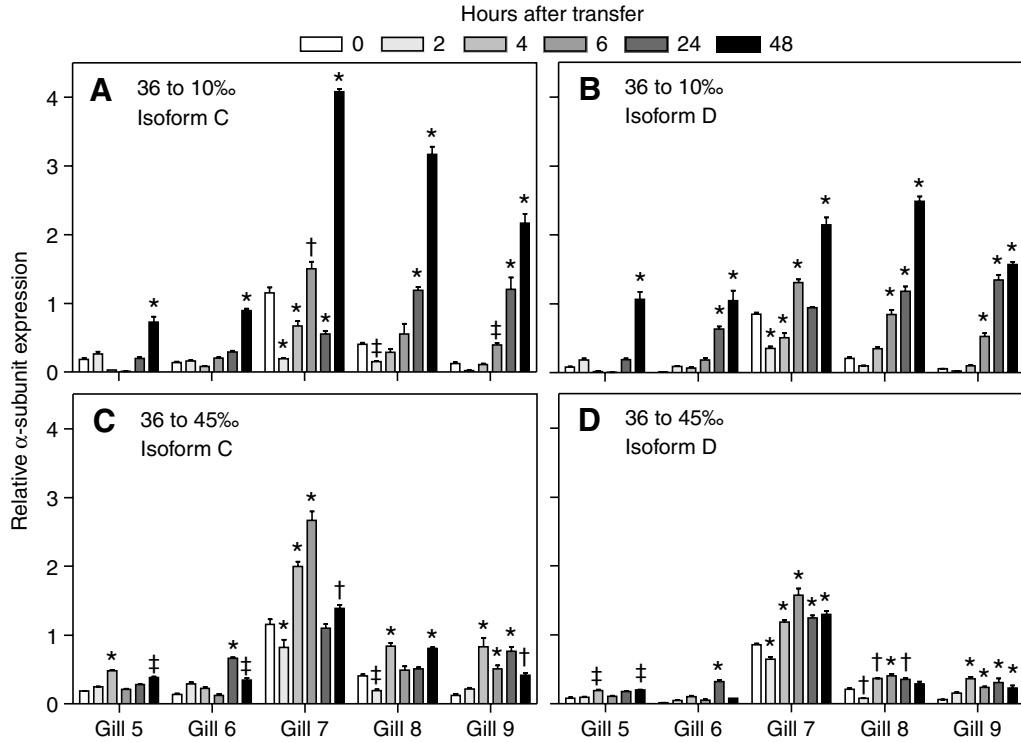 Hours after transfer
0 2 4 6 24 48
Relative α-subunit expression
A 36 to 10‰
Isoform C
4
3
2
1
0
* * * * † * * ‡ * * ‡ * *
B 36 to 10‰
Isoform D
* * * * * * * * * * * * *
C 36 to 45‰
Isoform C
4
3
2
1
0
* ‡ * ‡ * * * † ‡ * * * * * †
D 36 to 45‰
Isoform D
‡ ‡ * * * * * * † † * † * * * *
Gill 5 Gill 6 Gill 7 Gill 8 Gill 9
Gill 5 Gill 6 Gill 7 Gill 8 Gill 9